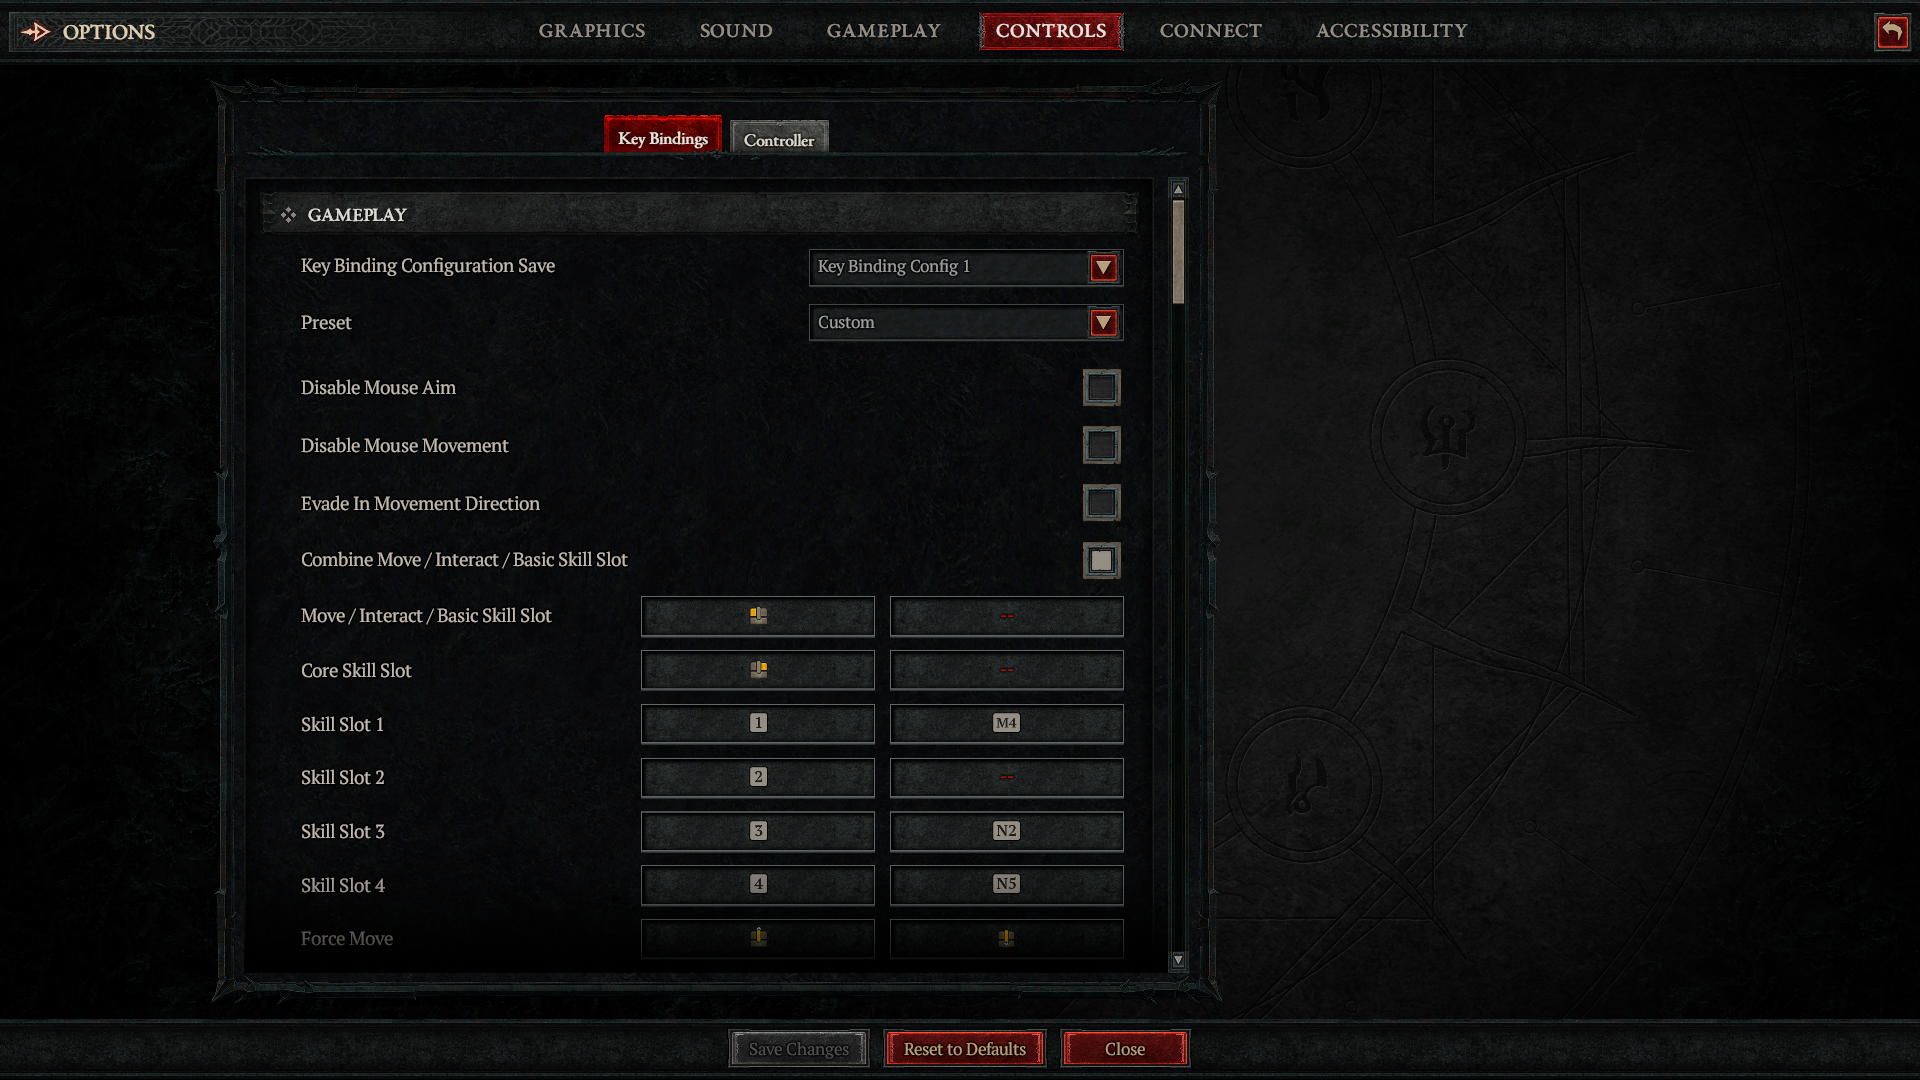 OPTIONS
GRAPHICS
SOUND
GAMEPLAY
CONTROLS
CONNECT
ACCESSIBILITY
Key Bindings
Controller
GAMEPLAY
Key Binding Configuration Save
Key Binding Config 1
Preset
Custom
Disable Mouse Aim
Disable Mouse Movement
Evade In Movement Direction
Combine Move / Interact / Basic Skill Slot
Move / Interact / Basic Skill Slot
--
Core Skill Slot
--
Skill Slot 1
1
M4
Skill Slot 2
2
--
Skill Slot 3
3
N2
Skill Slot 4
4
N5
Force Move
Save Changes
Reset to Defaults
Close